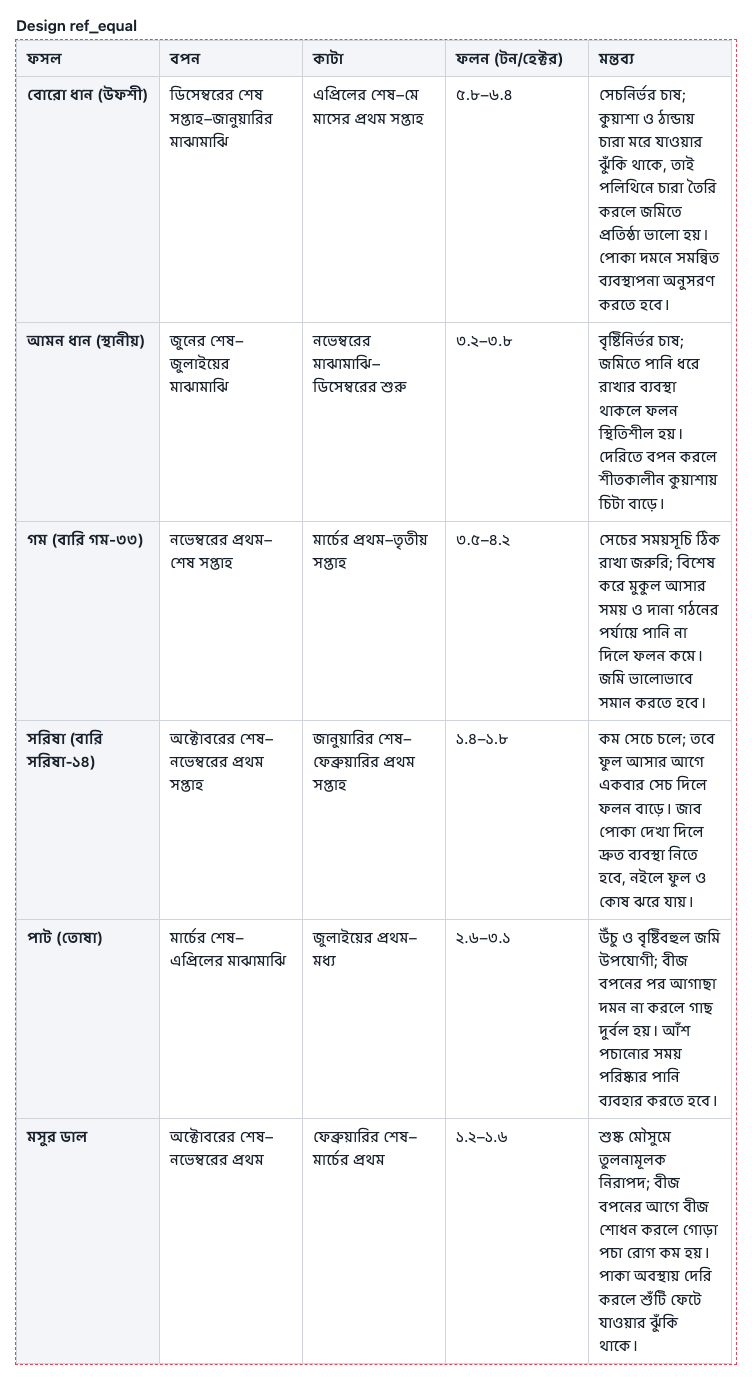 Design ref_equal
ফসল বপন কাটা ফলন (টন/হেক্টর) মন্তব্য
বোরো ধান (উফশী)
ডিসেম্বরের শেষ
সপ্তাহ–জানুয়ারির
মাঝামাঝি
এপ্রিলের শেষ–মে
মাসের প্রথম সপ্তাহ
৫.৮–৬.৪
সেচনির্ভর চাষ;
কুয়াশা ও ঠান্ডায়
চারা মরে যাওয়ার
ঝুঁকি থাকে, তাই
পলিথিনে চারা তৈরি
করলে জমিতে
প্রতিষ্ঠা ভালো হয়।
পোকা দমনে সমন্বিত
ব্যবস্থাপনা অনুসরণ
করতে হবে।
আমন ধান (স্থানীয়)
জুনের শেষ–
জুলাইয়ের
মাঝামাঝি
নভেম্বরের
মাঝামাঝি–
ডিসেম্বরের শুরু
৩.২–৩.৮
বৃষ্টিনির্ভর চাষ;
জমিতে পানি ধরে
রাখার ব্যবস্থা
থাকলে ফলন
স্থিতিশীল হয়।
দেরিতে বপন করলে
শীতকালীন কুয়াশায়
চিটা বাড়ে।
গম (বারি গম-৩৩)
নভেম্বরের প্রথম–
শেষ সপ্তাহ
মার্চের প্রথম–তৃতীয়
সপ্তাহ
৩.৫–৪.২
সেচের সময়সূচি ঠিক
রাখা জরুরি; বিশেষ
করে মুকুল আসার
সময় ও দানা গঠনের
পর্যায়ে পানি না
দিলে ফলন কমে।
জমি ভালোভাবে
সমান করতে হবে।
সরিষা (বারি
সরিষা-১৪)
অক্টোবরের শেষ–
নভেম্বরের প্রথম
সপ্তাহ
জানুয়ারির শেষ–
ফেব্রুয়ারির প্রথম
সপ্তাহ
১.৪–১.৮
কম সেচে চলে; তবে
ফুল আসার আগে
একবার সেচ দিলে
ফলন বাড়ে। জাব
পোকা দেখা দিলে
দ্রুত ব্যবস্থা নিতে
হবে, নইলে ফুল ও
কোষ ঝরে যায়।
পাট (তোষা)
মার্চের শেষ–
এপ্রিলের মাঝামাঝি
জুলাইয়ের প্রথম–
মধ্য
২.৬–৩.১
উঁচু ও বৃষ্টিবহুল জমি
উপযোগী; বীজ
বপনের পর আগাছা
দমন না করলে গাছ
দুর্বল হয়। আঁশ
পচানোর সময়
পরিষ্কার পানি
ব্যবহার করতে হবে।
মসুর ডাল
অক্টোবরের শেষ–
নভেম্বরের প্রথম
ফেব্রুয়ারির শেষ–
মার্চের প্রথম
১.২–১.৬
শুষ্ক মৌসুমে
তুলনামূলক
নিরাপদ; বীজ
বপনের আগে বীজ
শোধন করলে গোড়া
পচা রোগ কম হয়।
পাকা অবস্থায় দেরি
করলে শুঁটি ফেটে
যাওয়ার ঝুঁকি
থাকে।